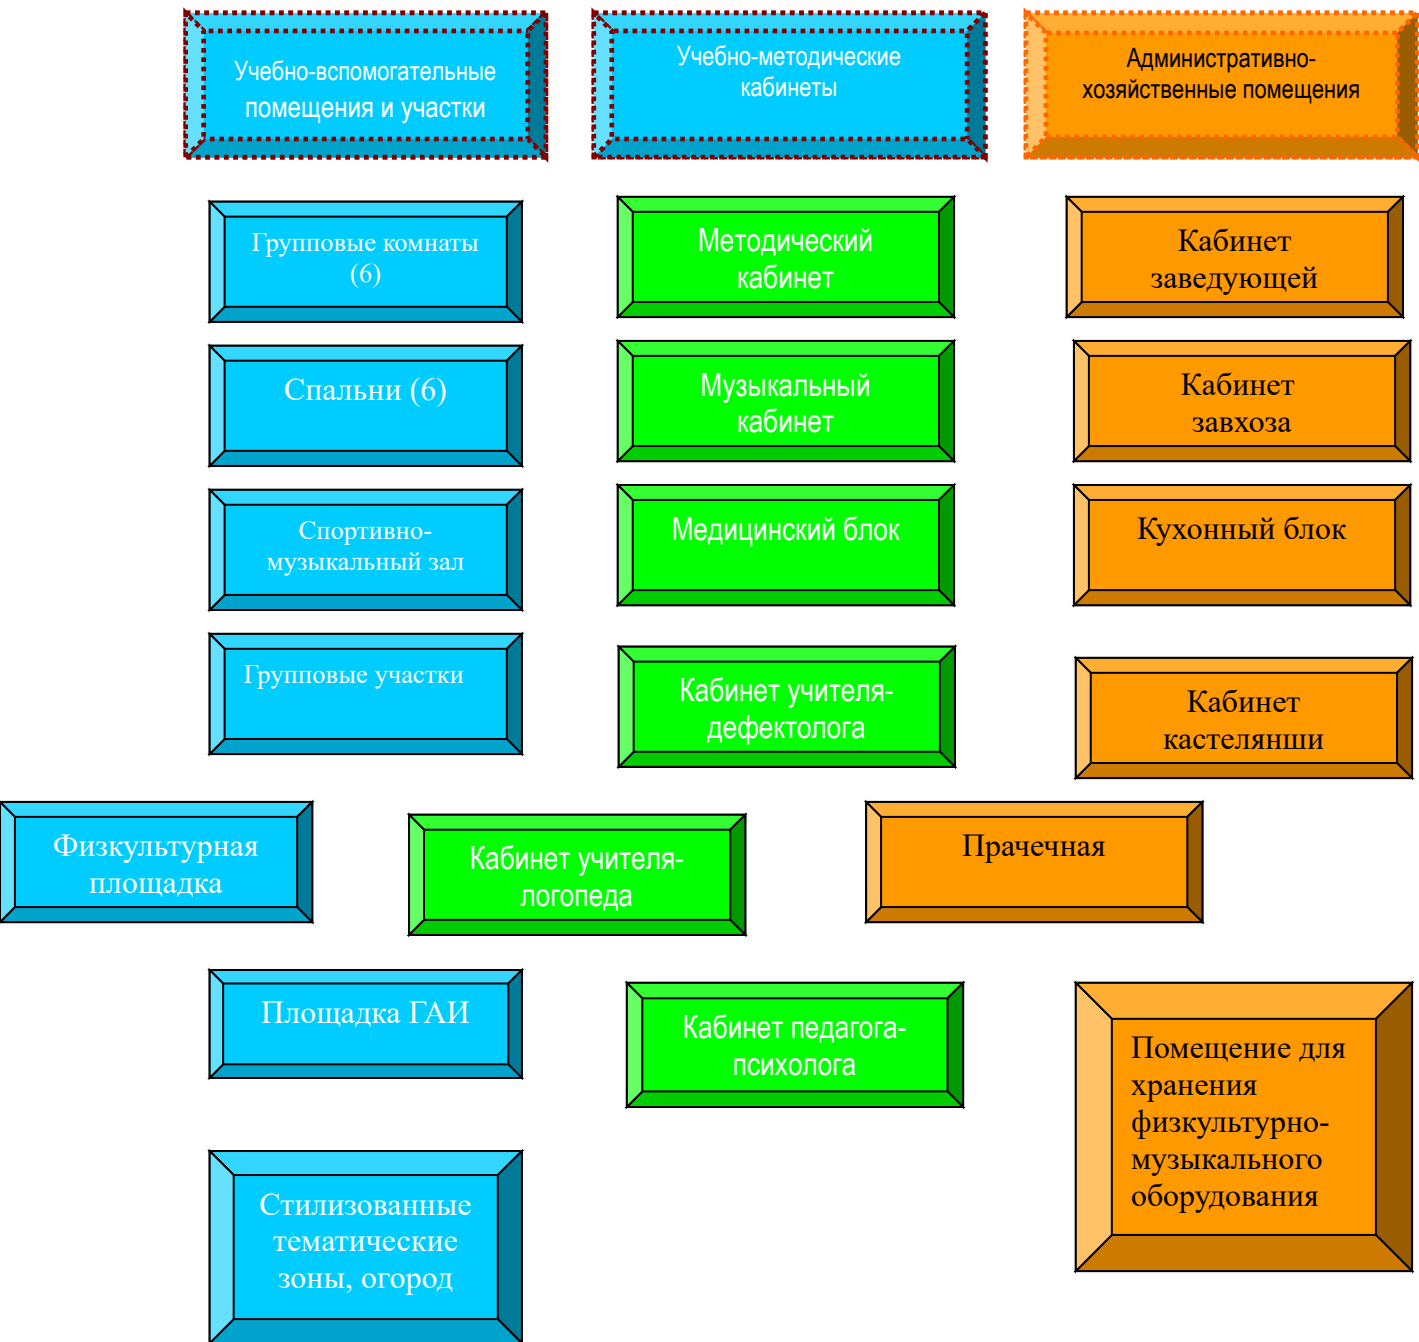 Учебно-вспомогательные
помещения и участки
Учебно-методические
кабинеты
Административно-
хозяйственные помещения
Групповые комнаты
(6)
Методический
кабинет
Кабинет
заведующей
Спальни (6)
Музыкальный
кабинет
Кабинет
завхоза
Спортивно-
музыкальный зал
Медицинский блок
Кухонный блок
Групповые участки
Кабинет учителя-
дефектолога
Кабинет
кастелянши
Физкультурная
площадка
Кабинет учителя-
логопеда
Прачечная
Площадка ГАИ
Кабинет педагога-
психолога
Помещение для
хранения
физкультурно-
музыкального
оборудования
Стилизованные
тематические
зоны, огород